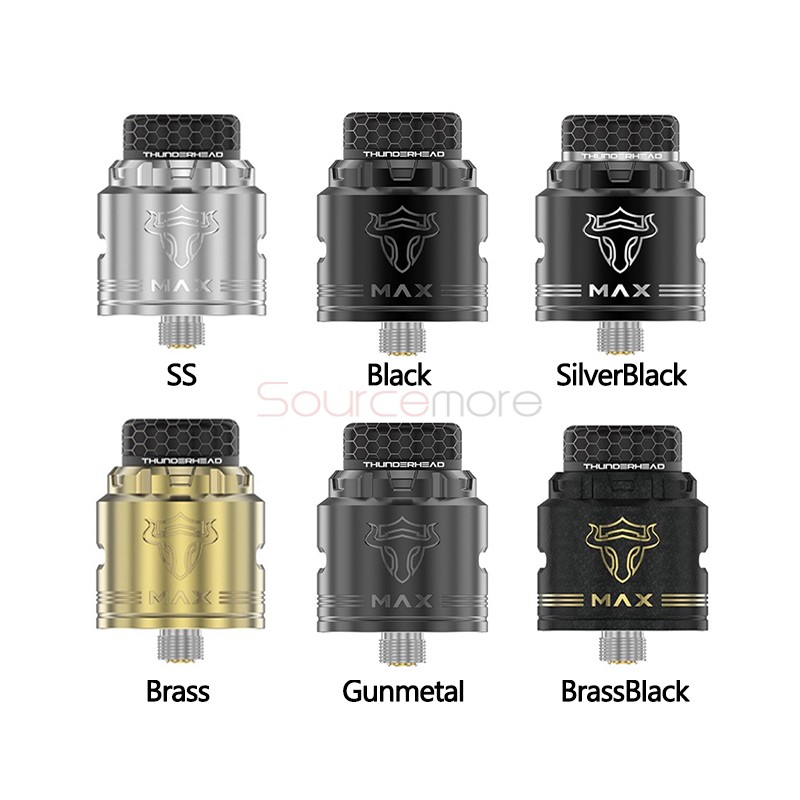 THUNDERHEAD
THUNDERHEAD
THUNDERHEAD
MAX
MAX
MAX
SS
Black
SilverBlack
Sourcemore
THUNDERHEAD
THUNDERHEAD
THUNDERHEAD
MAX
MAX
MAX
Brass
Gunmetal
BrassBlack